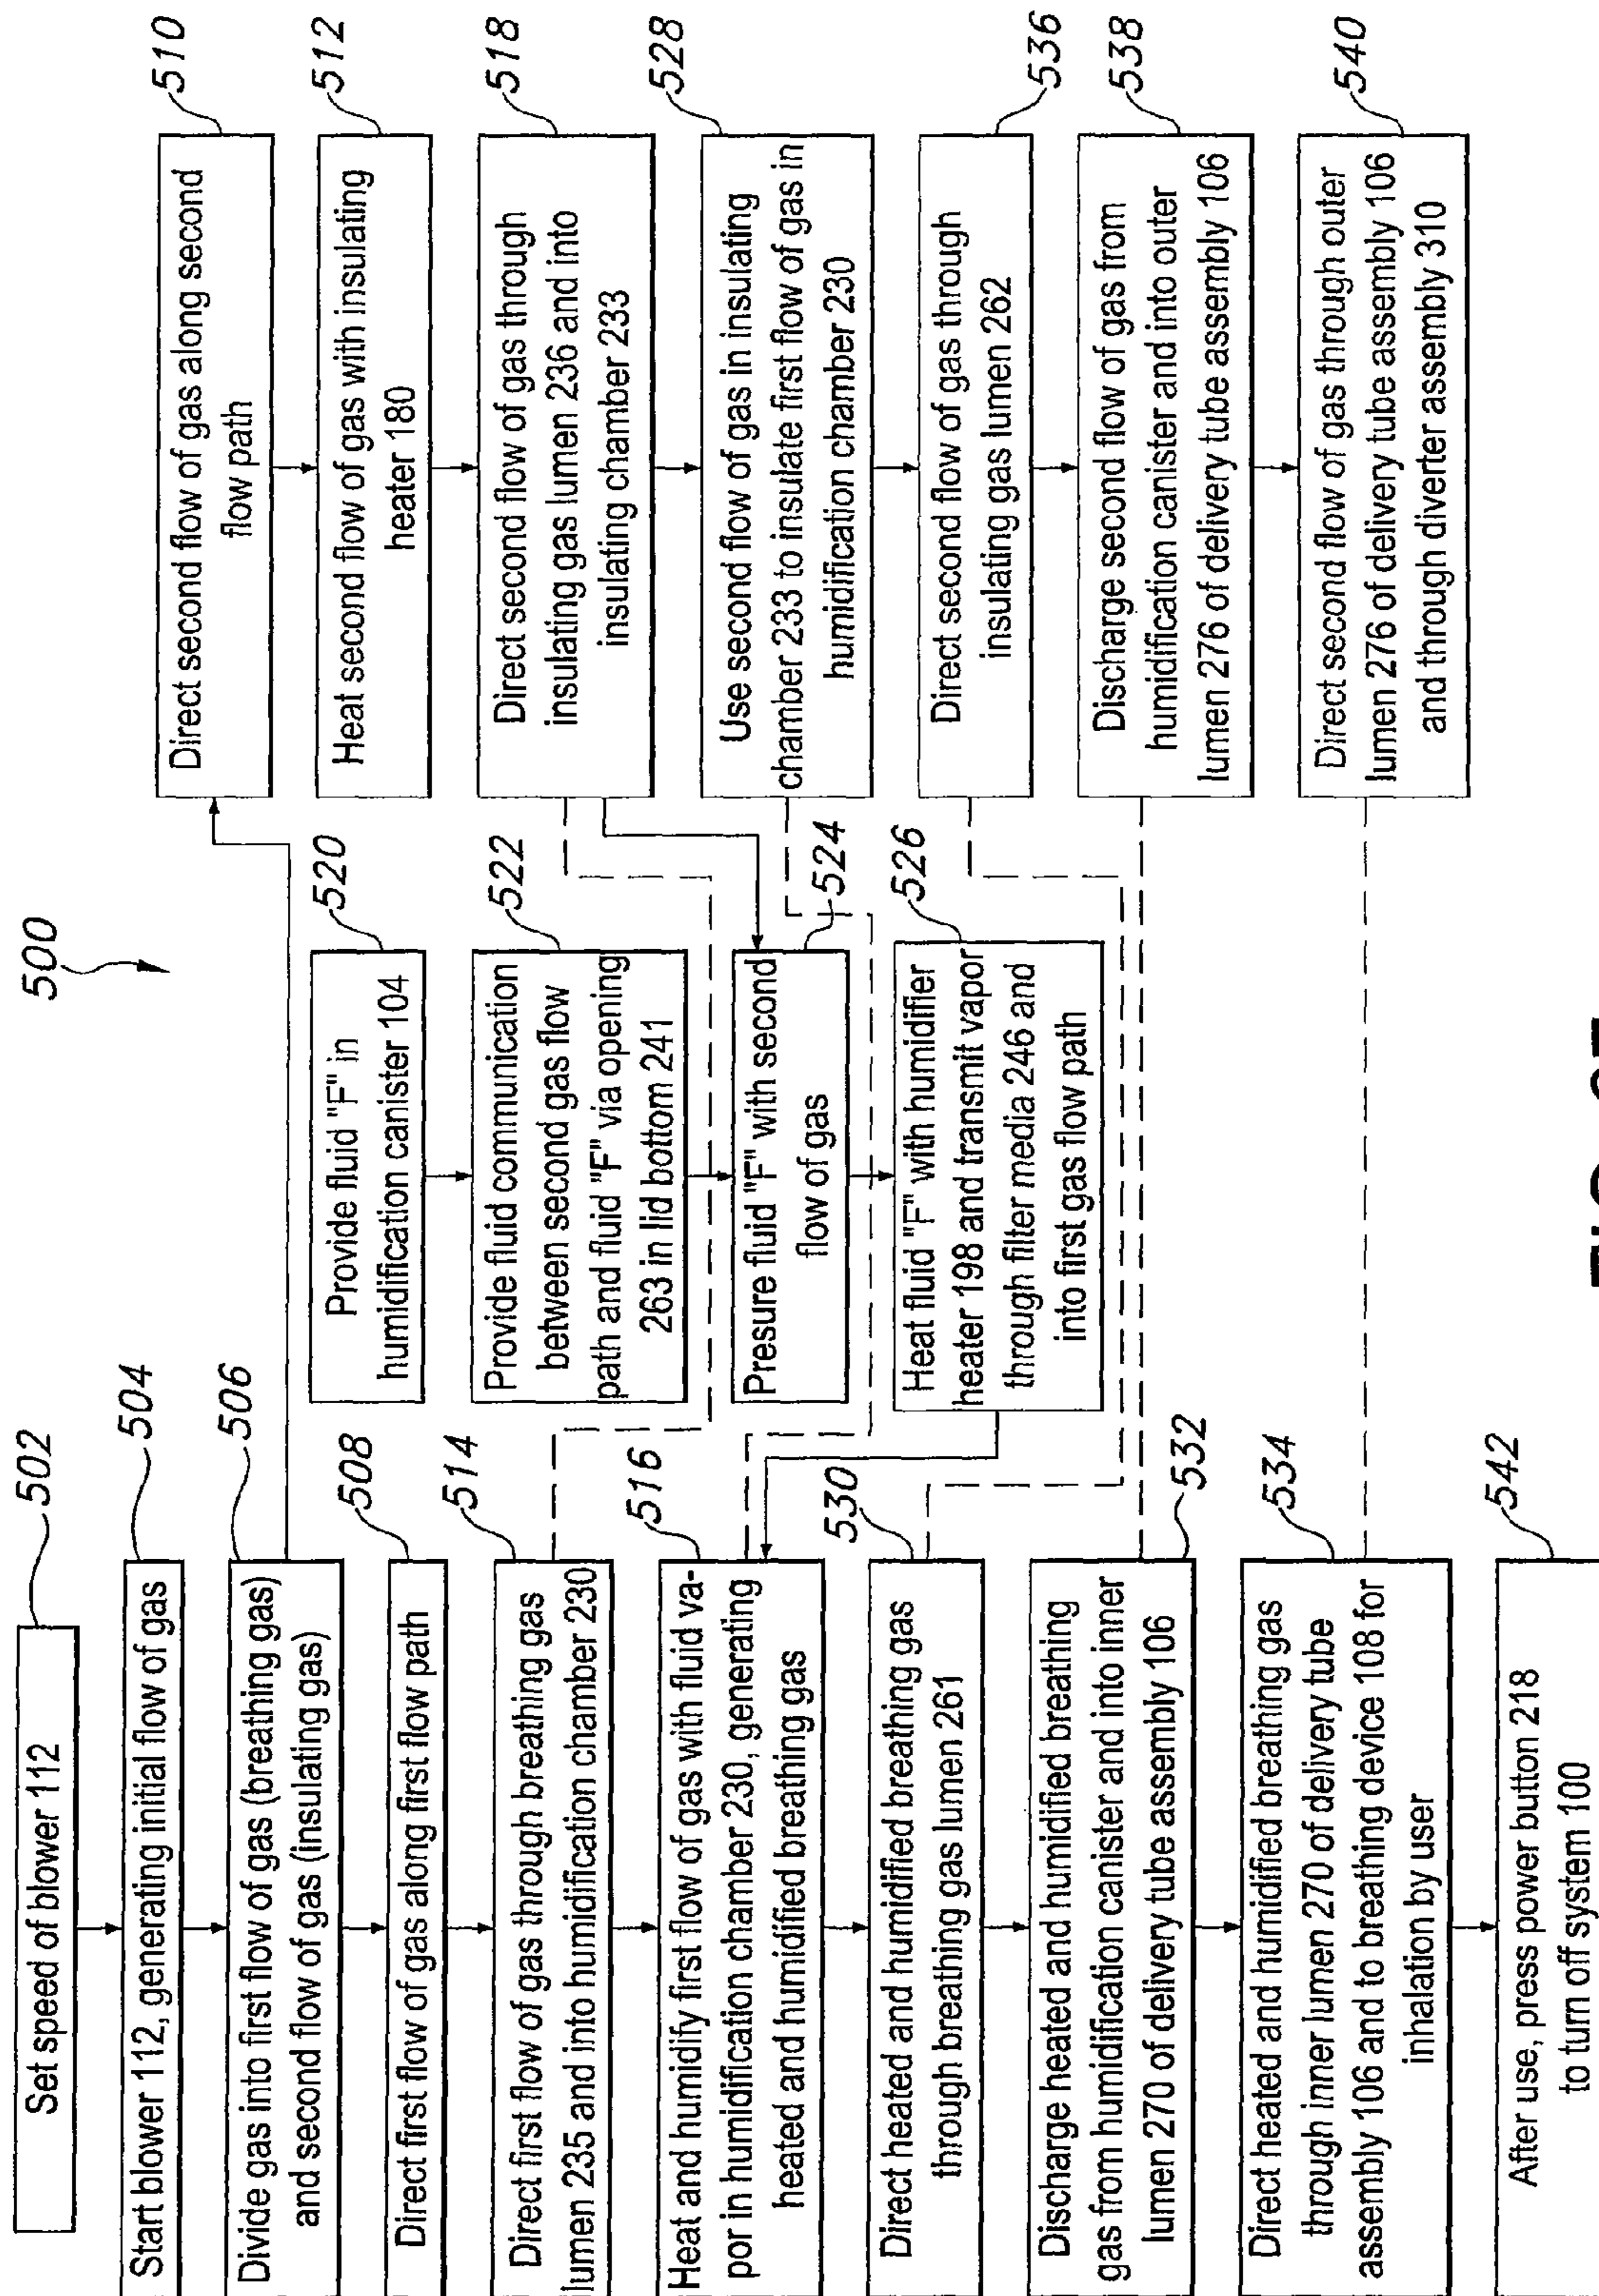 500
502
Set speed of blower 112
504
Start blower 112, generating initial flow of gas
506
Divide gas into first flow of gas (breathing gas)
and second flow of gas (insulating gas)
508
Direct first flow of gas along first flow path
514
Direct first flow of gas through breathing gas
lumen 235 and into humidification chamber 230
516
Heat and humidify first flow of gas with fluid va-
por in humidification chamber 230, generating
heated and humidified breathing gas
530
Direct heated and humidified breathing gas
through breathing gas lumen 261
532
Discharge heated and humidified breathing
gas from humidification canister and into inner
lumen 270 of delivery tube assembly 106
534
Direct heated and humidified breathing gas
through inner lumen 270 of delivery tube
assembly 106 and to breathing device 108 for
inhalation by user
542
After use, press power button 218
to turn off system 100
520
Provide fluid "F" in
humidification canister 104
522
Provide fluid communication
between second gas flow
path and fluid "F" via opening
263 in lid bottom 241
524
Presure fluid "F" with second
flow of gas
526
Heat fluid "F" with humidifier
heater 198 and transmit vapor
through filter media 246 and
into first gas flow path
510
Direct second flow of gas along second
flow path
512
Heat second flow of gas with insulating
heater 180
518
Direct second flow of gas through
insulating gas lumen 236 and into
insulating chamber 233
528
Use second flow of gas in insulating
chamber 233 to insulate first flow of gas in
humidification chamber 230
536
Direct second flow of gas through
insulating gas lumen 262
538
Discharge second flow of gas from
humidification canister and into outer
lumen 276 of delivery tube assembly 106
540
Direct second flow of gas through outer
lumen 276 of delivery tube assembly 106
and through diverter assembly 310